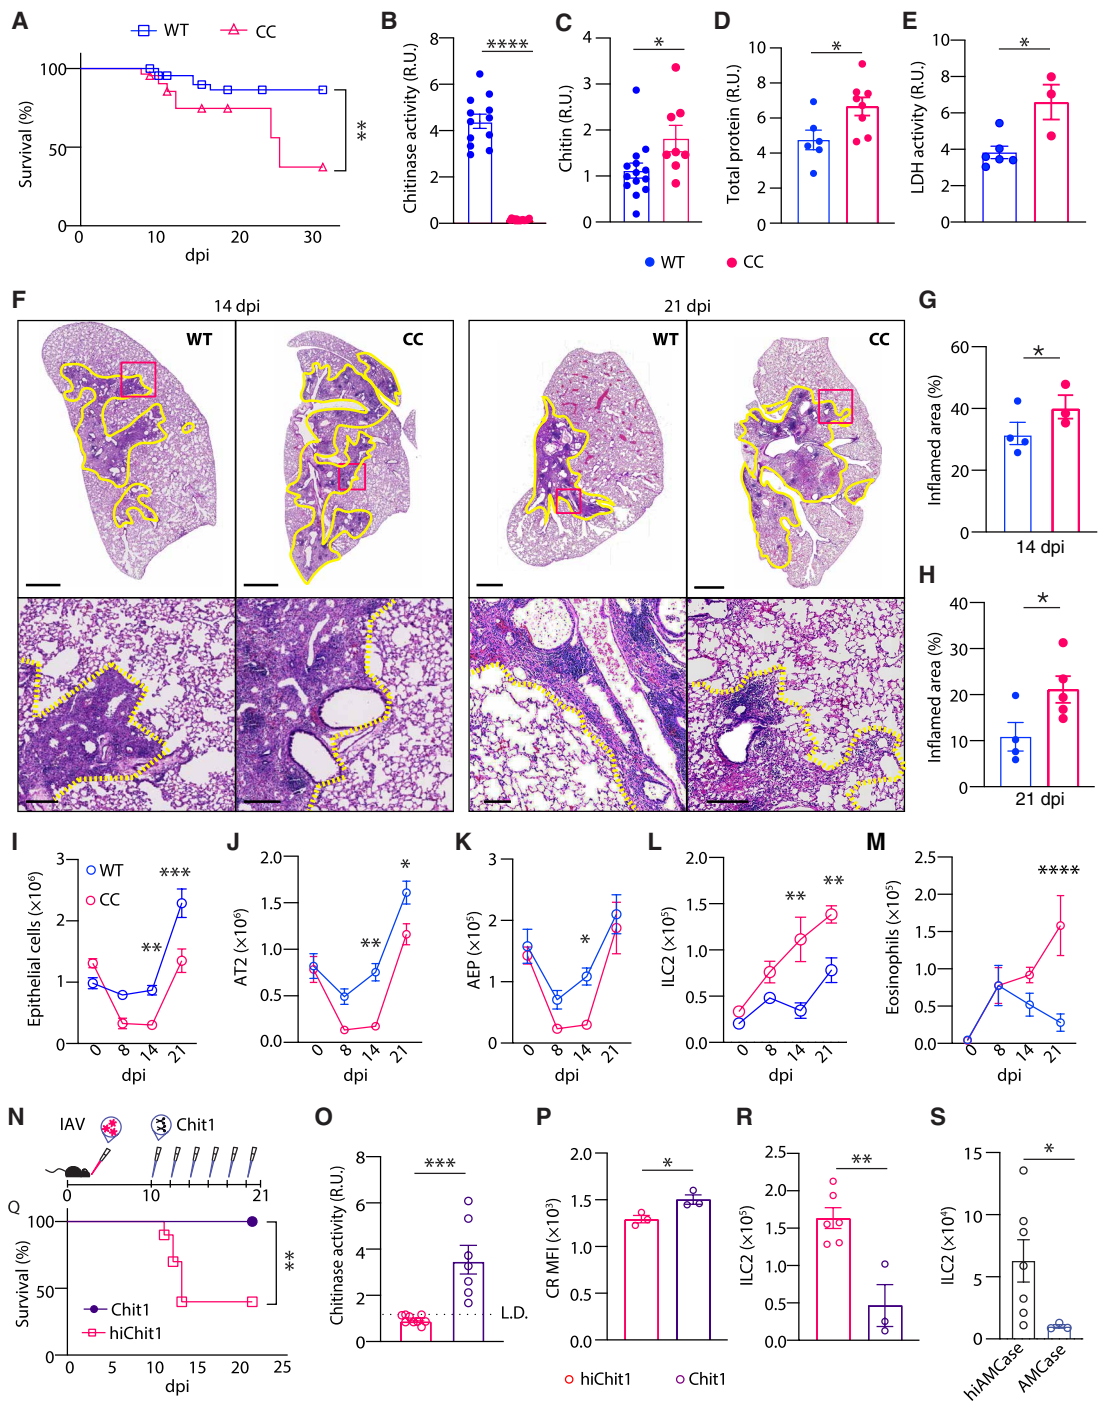 A
WT
CC
Survival (%)
100
50
0
0
10
20
30
dpi
**
B
Chitinase activity (R.U.)
8
6
4
2
0
****
C
Chitin (R.U.)
4
3
2
1
0
*
D
Total protein (R.U.)
10
8
6
4
2
0
*
E
LDH activity (R.U.)
10
8
6
4
2
0
*
WT
CC
F
14 dpi
21 dpi
WT
CC
WT
CC
G
Inflamed area (%)
60
40
20
0
*
14 dpi
H
Inflamed area (%)
40
30
20
10
0
*
21 dpi
I
Epithelial cells (×10⁶)
3
2
1
0
WT
CC
**
***
0
8
14
21
dpi
J
AT2 (×10⁶)
2.0
1.5
1.0
0.5
0.0
**
*
0
8
14
21
dpi
K
AEP (×10⁵)
3
2
1
0
*
0
8
14
21
dpi
L
ILC2 (×10⁵)
2.0
1.5
1.0
0.5
0.0
**
**
0
8
14
21
dpi
M
Eosinophils (×10⁵)
2.5
2.0
1.5
1.0
0.5
0.0
****
0
8
14
21
dpi
N
IAV
Chit1
0
10
21
Q
Survival (%)
100
50
0
**
Chit1
hiChit1
0
5
10
15
20
25
dpi
O
Chitinase activity (R.U.)
8
6
4
2
0
***
L.D.
P
CR MFI (×10³)
2.0
1.5
1.0
0.5
0.0
*
R
ILC2 (×10⁵)
2.5
2.0
1.5
1.0
0.5
0.0
**
hiChit1
Chit1
S
ILC2 (×10⁴)
15
10
5
0
*
hiAMCase
AMCase